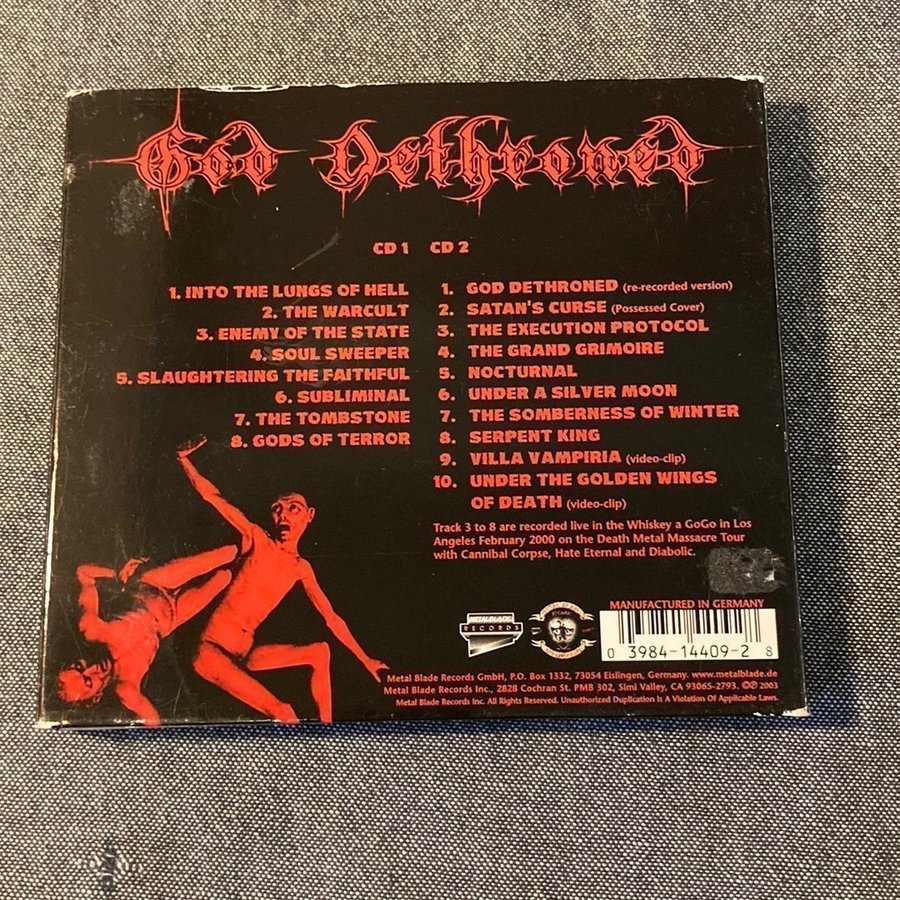 God Dethroned
CD 1 CD 2
1. INTO THE LUNGS OF HELL
2. THE WARCULT
3. ENEMY OF THE STATE
4. SOUL SWEEPER
5. SLAUGHTERING THE FAITHFUL
6. SUBLIMINAL
7. THE TOMBSTONE
8. GODS OF TERROR
1. GOD DETHRONED (re-recorded version)
2. SATAN'S CURSE (Possessed Cover)
3. THE EXECUTION PROTOCOL
4. THE GRAND GRIMOIRE
5. NOCTURNAL
6. UNDER A SILVER MOON
7. THE SOMBERNESS OF WINTER
8. SERPENT KING
9. VILLA VAMPIRIA (video-clip)
10. UNDER THE GOLDEN WINGS
OF DEATH (video-clip)
Track 3 to 8 are recorded live in the Whiskey a GoGo in Los
Angeles February 2000 on the Death Metal Massacre Tour
with Cannibal Corpse, Hate Eternal and Diabolic.
MANUFACTURED IN GERMANY
METAL BLADE
RECORDS
0 3984-14409-2 8
Metal Blade Records GmbH, P.O. Box 1332, 73054 Eislingen, Germany. www.metalblade.de
Metal Blade Records Inc., 2828 Cochran St. PMB 302, Simi Valley, CA 93065-2793. ©℗ 2003
Metal Blade Records Inc. All Rights Reserved. Unauthorized Duplication Is A Violation Of Applicable Laws.